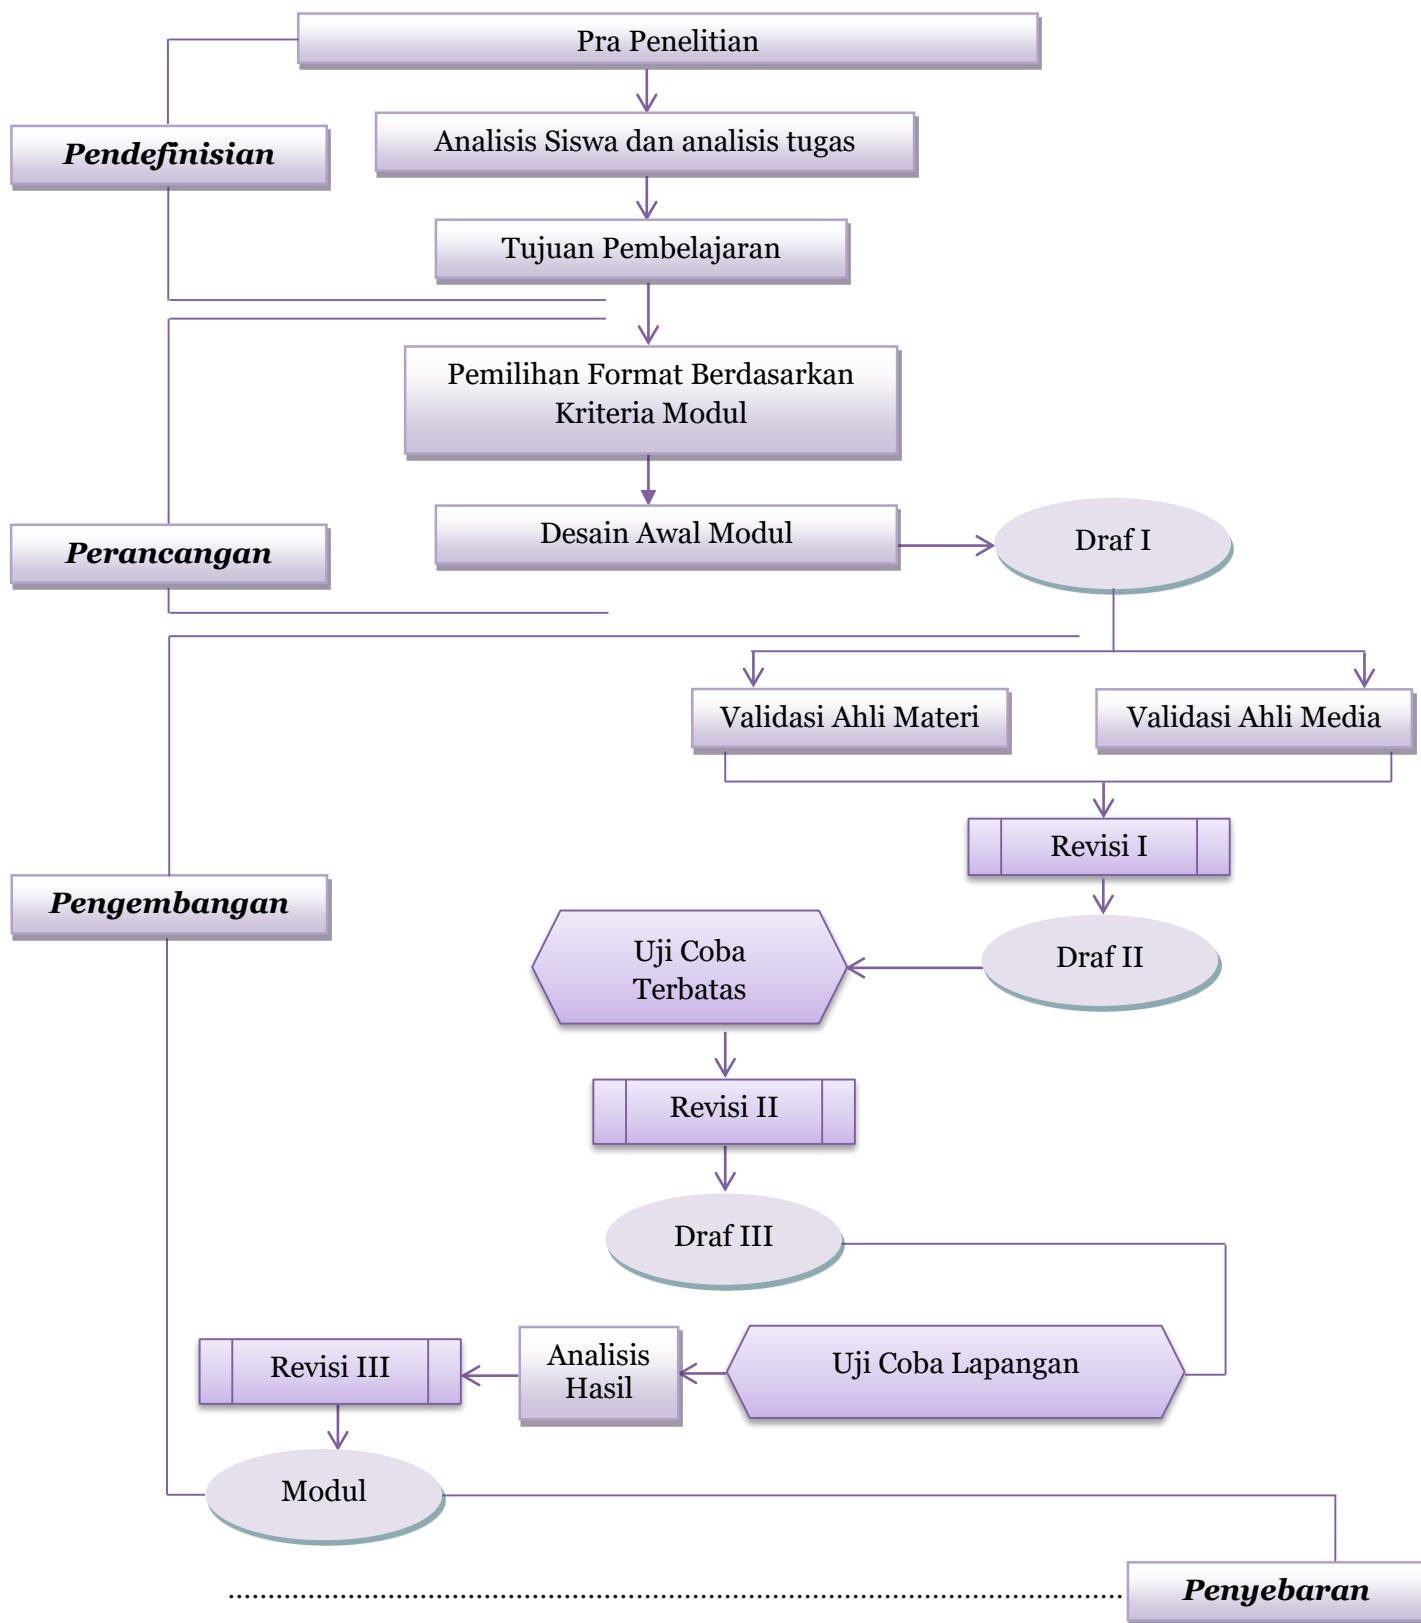 Pra Penelitian
Pendefinisian
Analisis Siswa dan analisis tugas
Tujuan Pembelajaran
Pemilihan Format Berdasarkan
Kriteria Modul
Perancangan
Desain Awal Modul
Draf I
Validasi Ahli Materi
Validasi Ahli Media
Revisi I
Pengembangan
Draf II
Uji Coba
Terbatas
Revisi II
Draf III
Uji Coba Lapangan
Analisis
Hasil
Revisi III
Modul
Penyebaran